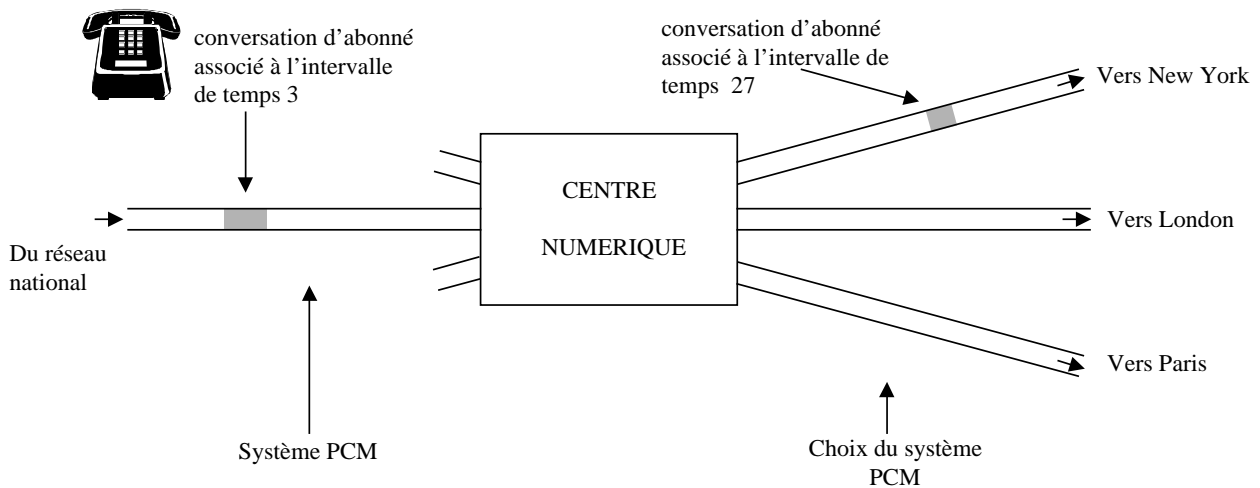 conversation d'abonné
associé à l'intervalle
de temps 3
conversation d'abonné
associé à l'intervalle de
temps 27
Vers New York
CENTRE
NUMERIQUE
Vers London
Du réseau
national
Vers Paris
Système PCM
Choix du système
PCM